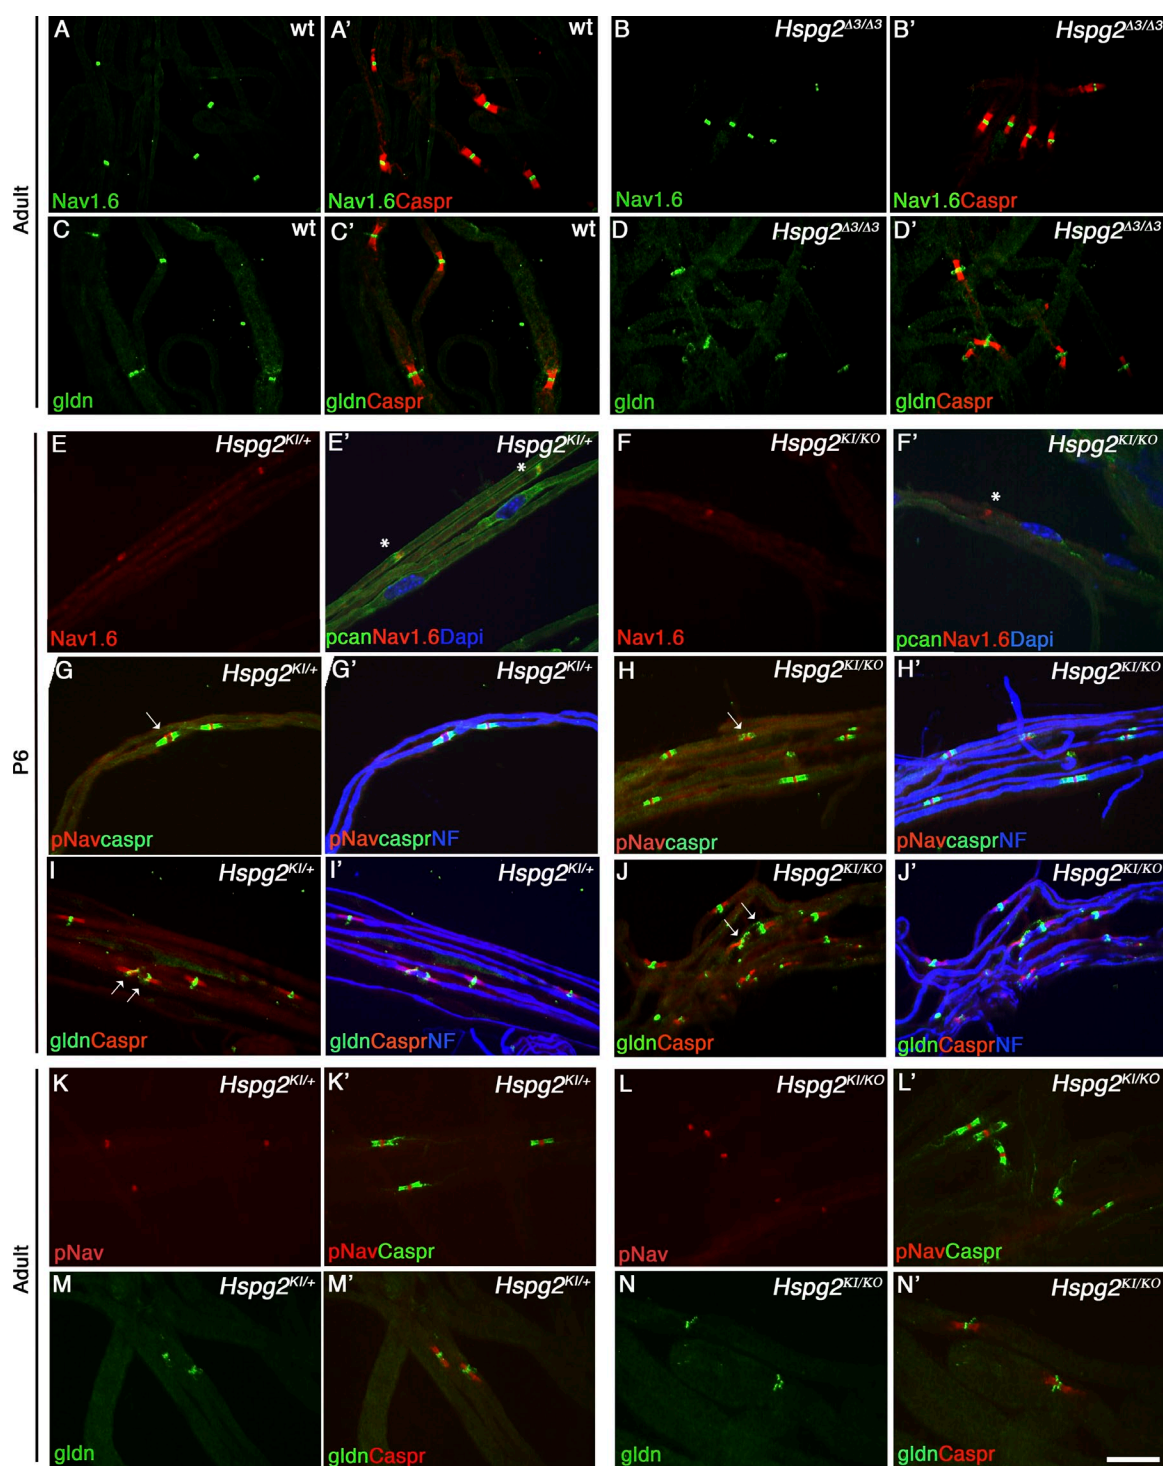 Adult
A wt
Nav1.6
A' wt
Nav1.6Caspr
B Hspg2Δ3/Δ3
Nav1.6
B' Hspg2Δ3/Δ3
Nav1.6Caspr
C wt
gldn
C' wt
gldnCaspr
D Hspg2Δ3/Δ3
gldn
D' Hspg2Δ3/Δ3
gldnCaspr
P6
E Hspg2KI/+
Nav1.6
E' Hspg2KI/+
*
*
pcanNav1.6Dapi
F Hspg2KI/KO
Nav1.6
F' Hspg2KI/KO
*
pcanNav1.6Dapi
G Hspg2KI/+
pNavcaspr
G' Hspg2KI/+
pNavcasprNF
H Hspg2KI/KO
pNavcaspr
H' Hspg2KI/KO
pNavcasprNF
I Hspg2KI/+
gldnCaspr
I' Hspg2KI/+
gldnCasprNF
J Hspg2KI/KO
gldnCaspr
J' Hspg2KI/KO
gldnCasprNF
Adult
K Hspg2KI/+
pNav
K' Hspg2KI/+
pNavCaspr
L Hspg2KI/KO
pNav
L' Hspg2KI/KO
pNavCaspr
M Hspg2KI/+
gldn
M' Hspg2KI/+
gldnCaspr
N Hspg2KI/KO
gldn
N' Hspg2KI/KO
gldnCaspr